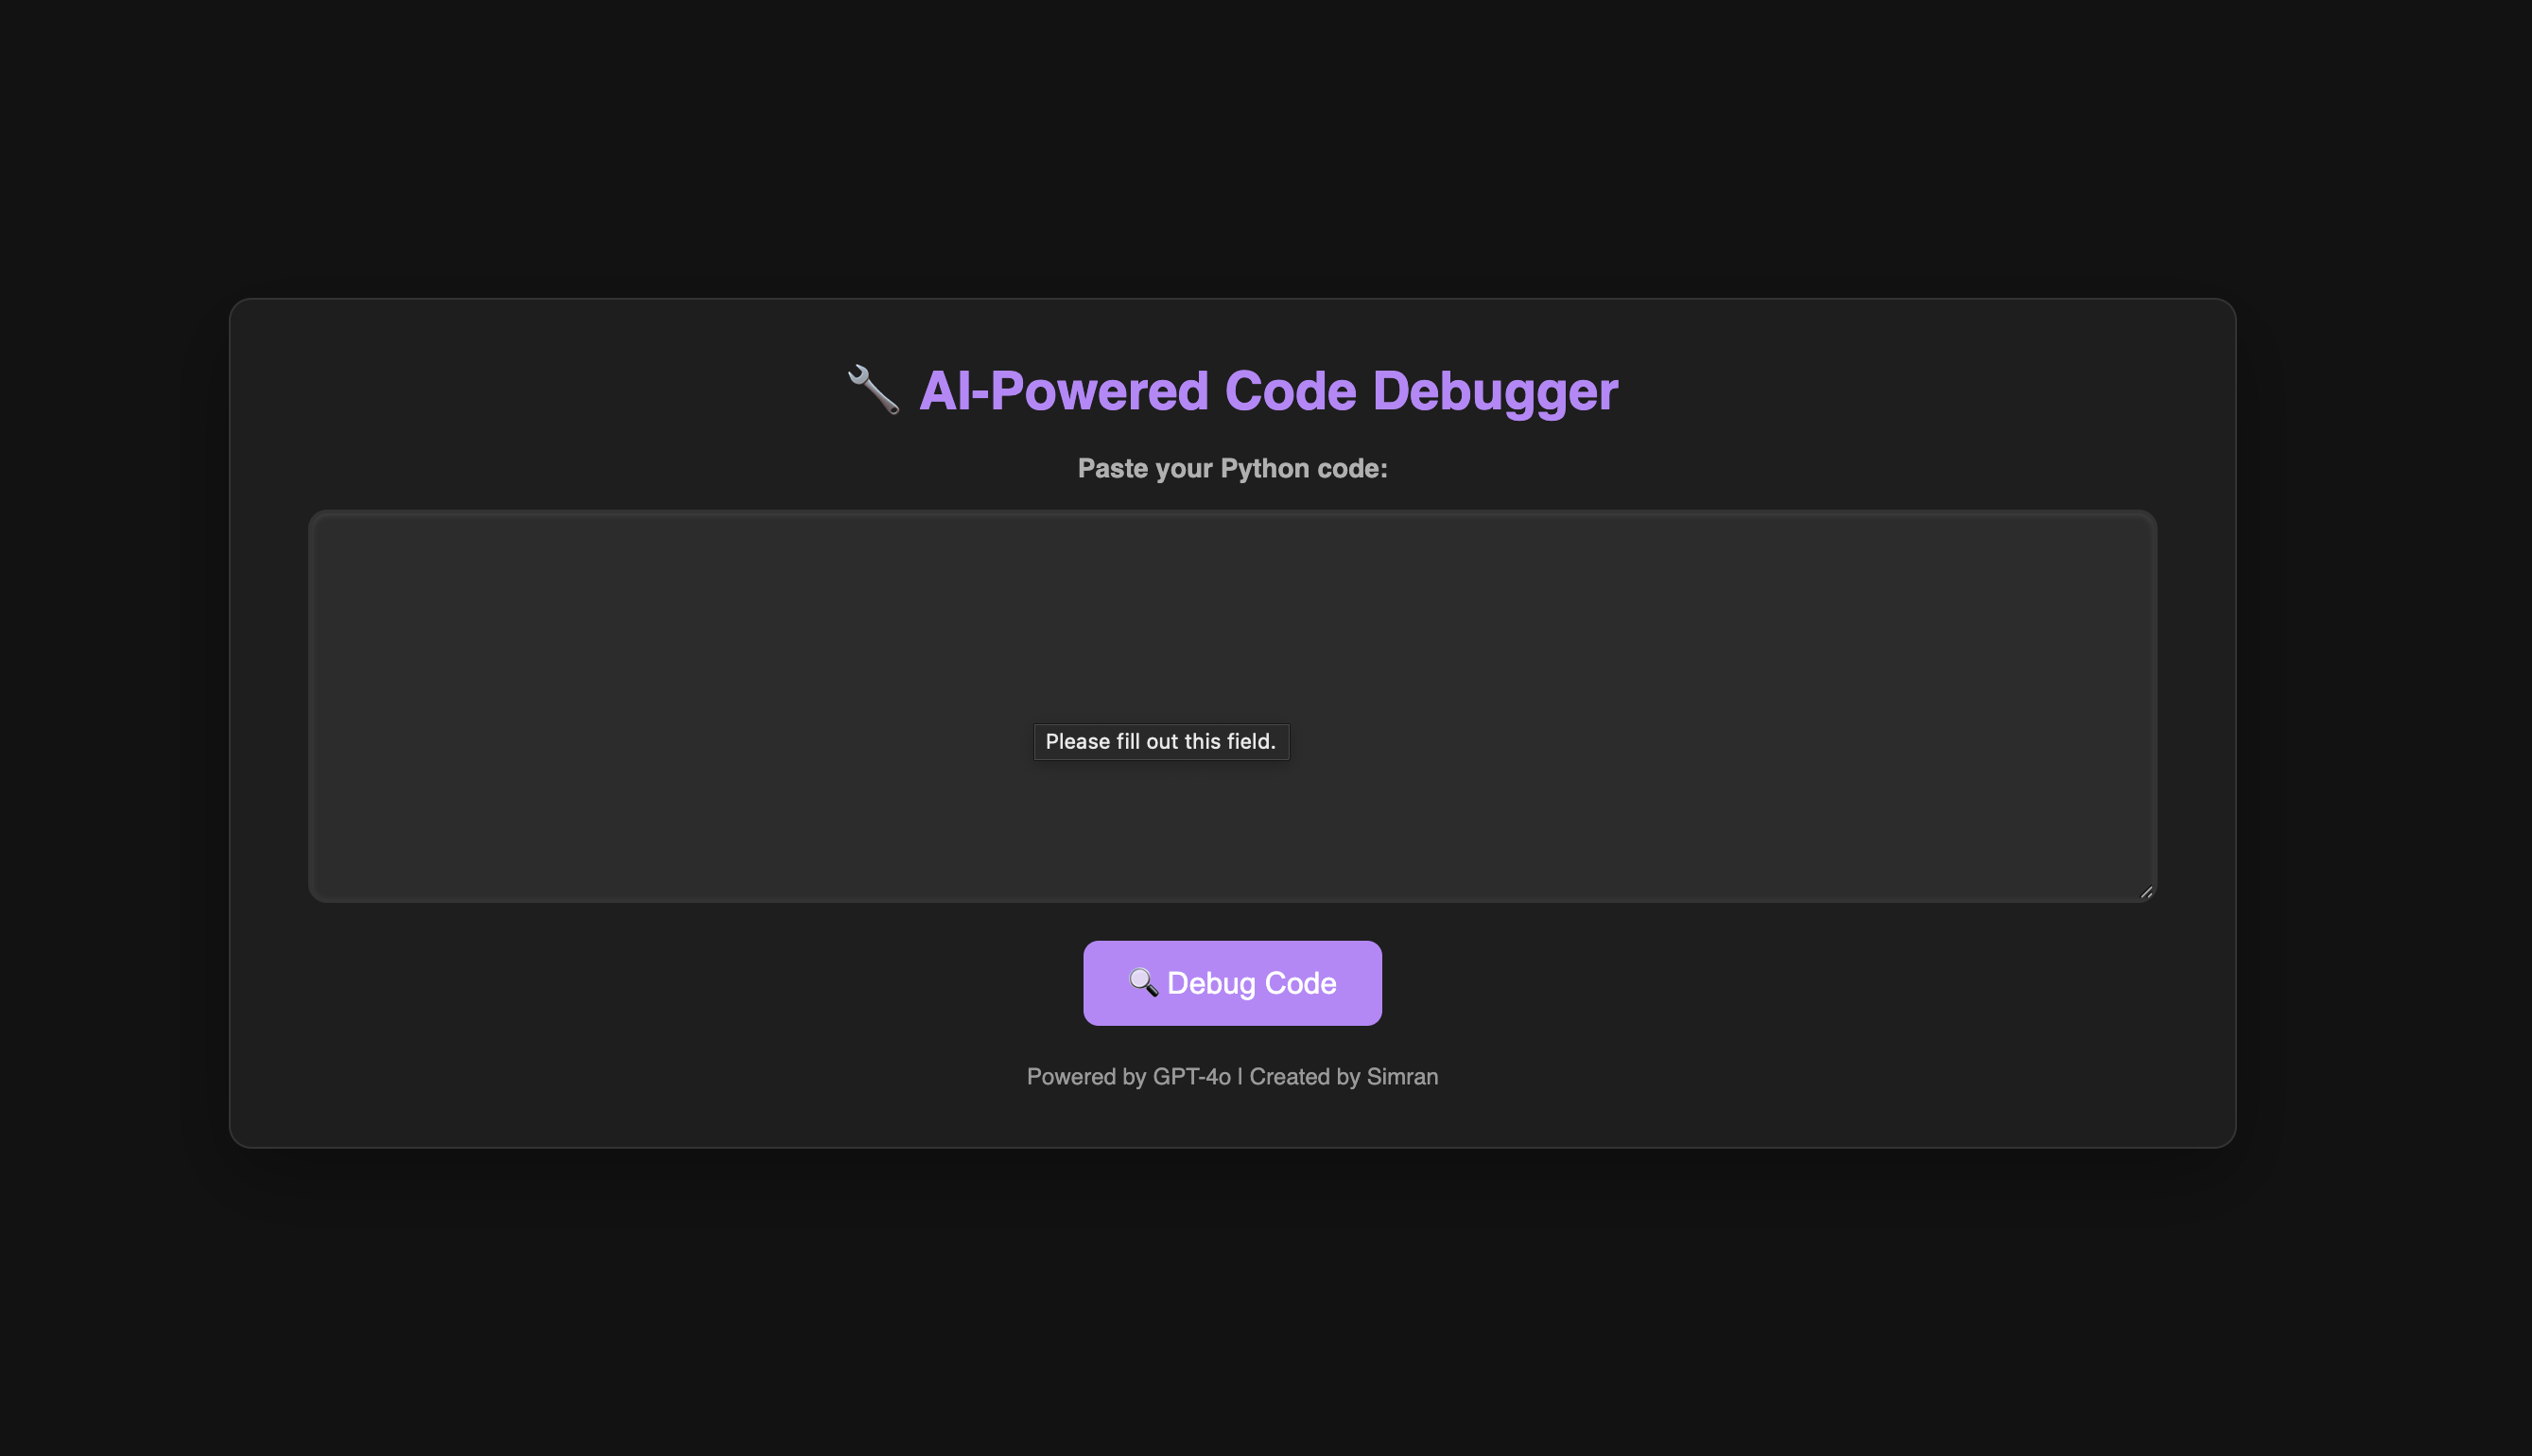 🔧 AI-Powered Code Debugger
Paste your Python code:
Please fill out this field.
🔍 Debug Code
Powered by GPT-4o | Created by Simran